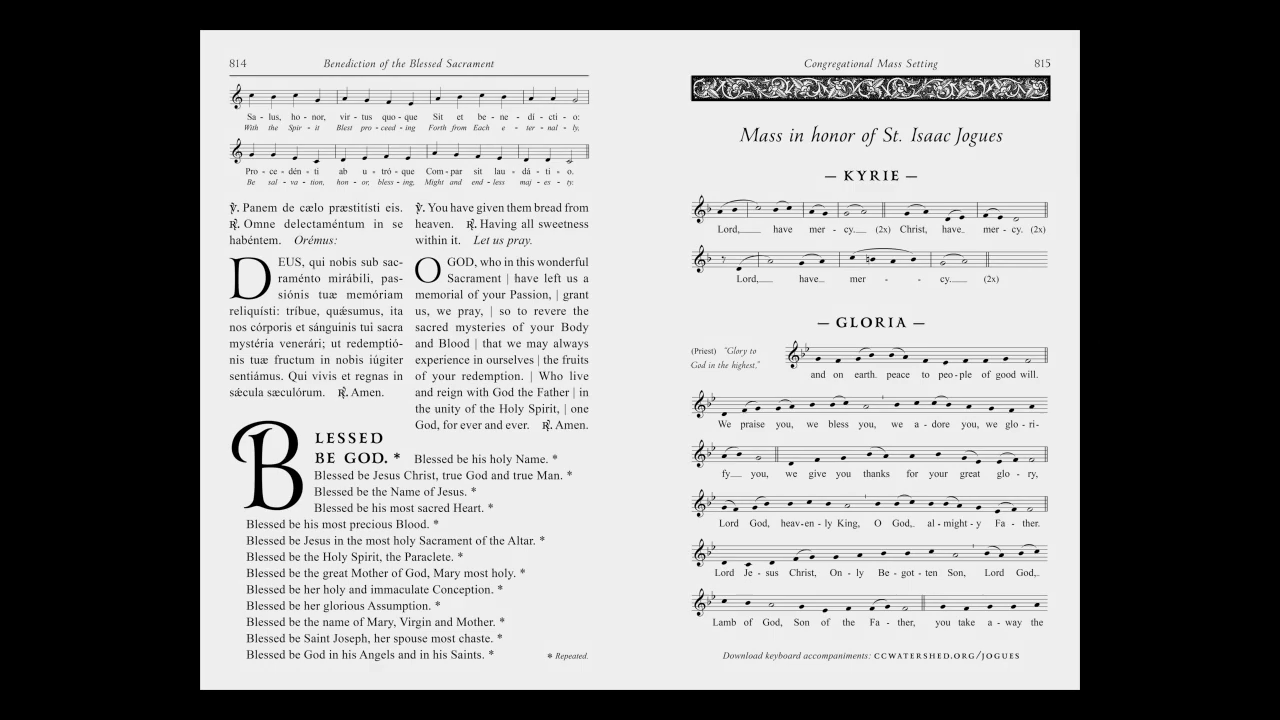 814 Benediction of the Blessed Sacrament
Sa - lus, ho - nor, vir - tus quo - que Sit et be - ne - dí - cti - o:
With the Spir - it Blest pro - ceed - ing Forth from Each e - ter - nal - ly,
Pro - ce - dén - ti ab u - tró - que Com - par sit lau - dá - ti - o.
Be sal - va - tion, hon - or, bless - ing, Might and end - less maj - es - ty.
℣. Panem de cælo præstitísti eis.
℟. Omne delectaméntum in se
habéntem. Orémus:
DEUS, qui nobis sub sac-
raménto mirábili, pas-
siónis tuæ memóriam
reliquísti: tríbue, quǽsumus, ita
nos córporis et sánguinis tui sacra
mystéria venerári; ut redemptió-
nis tuæ fructum in nobis iúgiter
sentiámus. Qui vivis et regnas in
sǽcula sæculórum. ℟. Amen.
℣. You have given them bread from
heaven. ℟. Having all sweetness
within it. Let us pray.
O GOD, who in this wonderful
Sacrament | have left us a
memorial of your Passion, | grant
us, we pray, | so to revere the
sacred mysteries of your Body
and Blood | that we may always
experience in ourselves | the fruits
of your redemption. | Who live
and reign with God the Father | in
the unity of the Holy Spirit, | one
God, for ever and ever. ℟. Amen.
BLESSED
BE GOD. * Blessed be his holy Name. *
Blessed be Jesus Christ, true God and true Man. *
Blessed be the Name of Jesus. *
Blessed be his most sacred Heart. *
Blessed be his most precious Blood. *
Blessed be Jesus in the most holy Sacrament of the Altar. *
Blessed be the Holy Spirit, the Paraclete. *
Blessed be the great Mother of God, Mary most holy. *
Blessed be her holy and immaculate Conception. *
Blessed be her glorious Assumption. *
Blessed be the name of Mary, Virgin and Mother. *
Blessed be Saint Joseph, her spouse most chaste. *
Blessed be God in his Angels and in his Saints. * * Repeated.
Congregational Mass Setting 815
Mass in honor of St. Isaac Jogues
— KYRIE —
Lord, have mer - cy. (2x) Christ, have mer - cy. (2x)
Lord, have mer - - cy. (2x)
— GLORIA —
(Priest) "Glory to
God in the highest,"
and on earth peace to peo - ple of good will.
We praise you, we bless you, we a - dore you, we glo - ri-
fy you, we give you thanks for your great glo - ry,
Lord God, heav - en - ly King, O God, al - might - y Fa - ther.
Lord Je - sus Christ, On - ly Be - got - ten Son, Lord God,
Lamb of God, Son of the Fa - ther, you take a - way the
Download keyboard accompaniments: CCWATERSHED.ORG/JOGUES